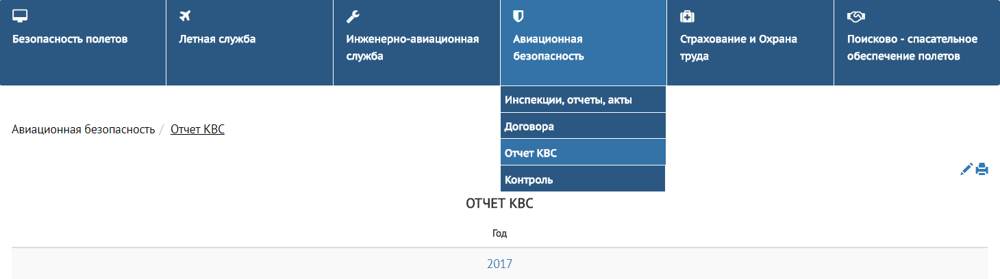 Безопасность полетов
Летная служба
Инженерно-авиационная
служба
Авиационная
безопасность
Страхование и Охрана
труда
Поисково - спасательное
обеспечение полетов
Инспекции, отчеты, акты
Договора
Отчет КВС
Контроль
Авиационная безопасность / Отчет КВС
ОТЧЕТ КВС
Год
2017